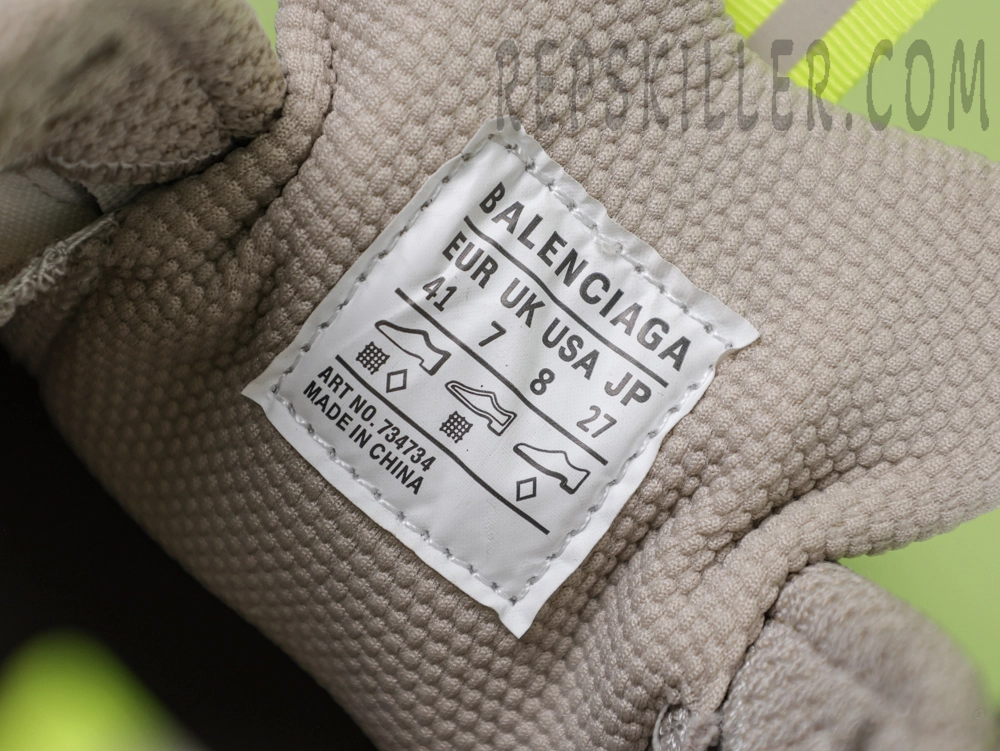 REPSKILLER.COM
BALENCIAGA
EUR UK USA JP
41 7 8 27
ART NO. 734734
MADE IN CHINA